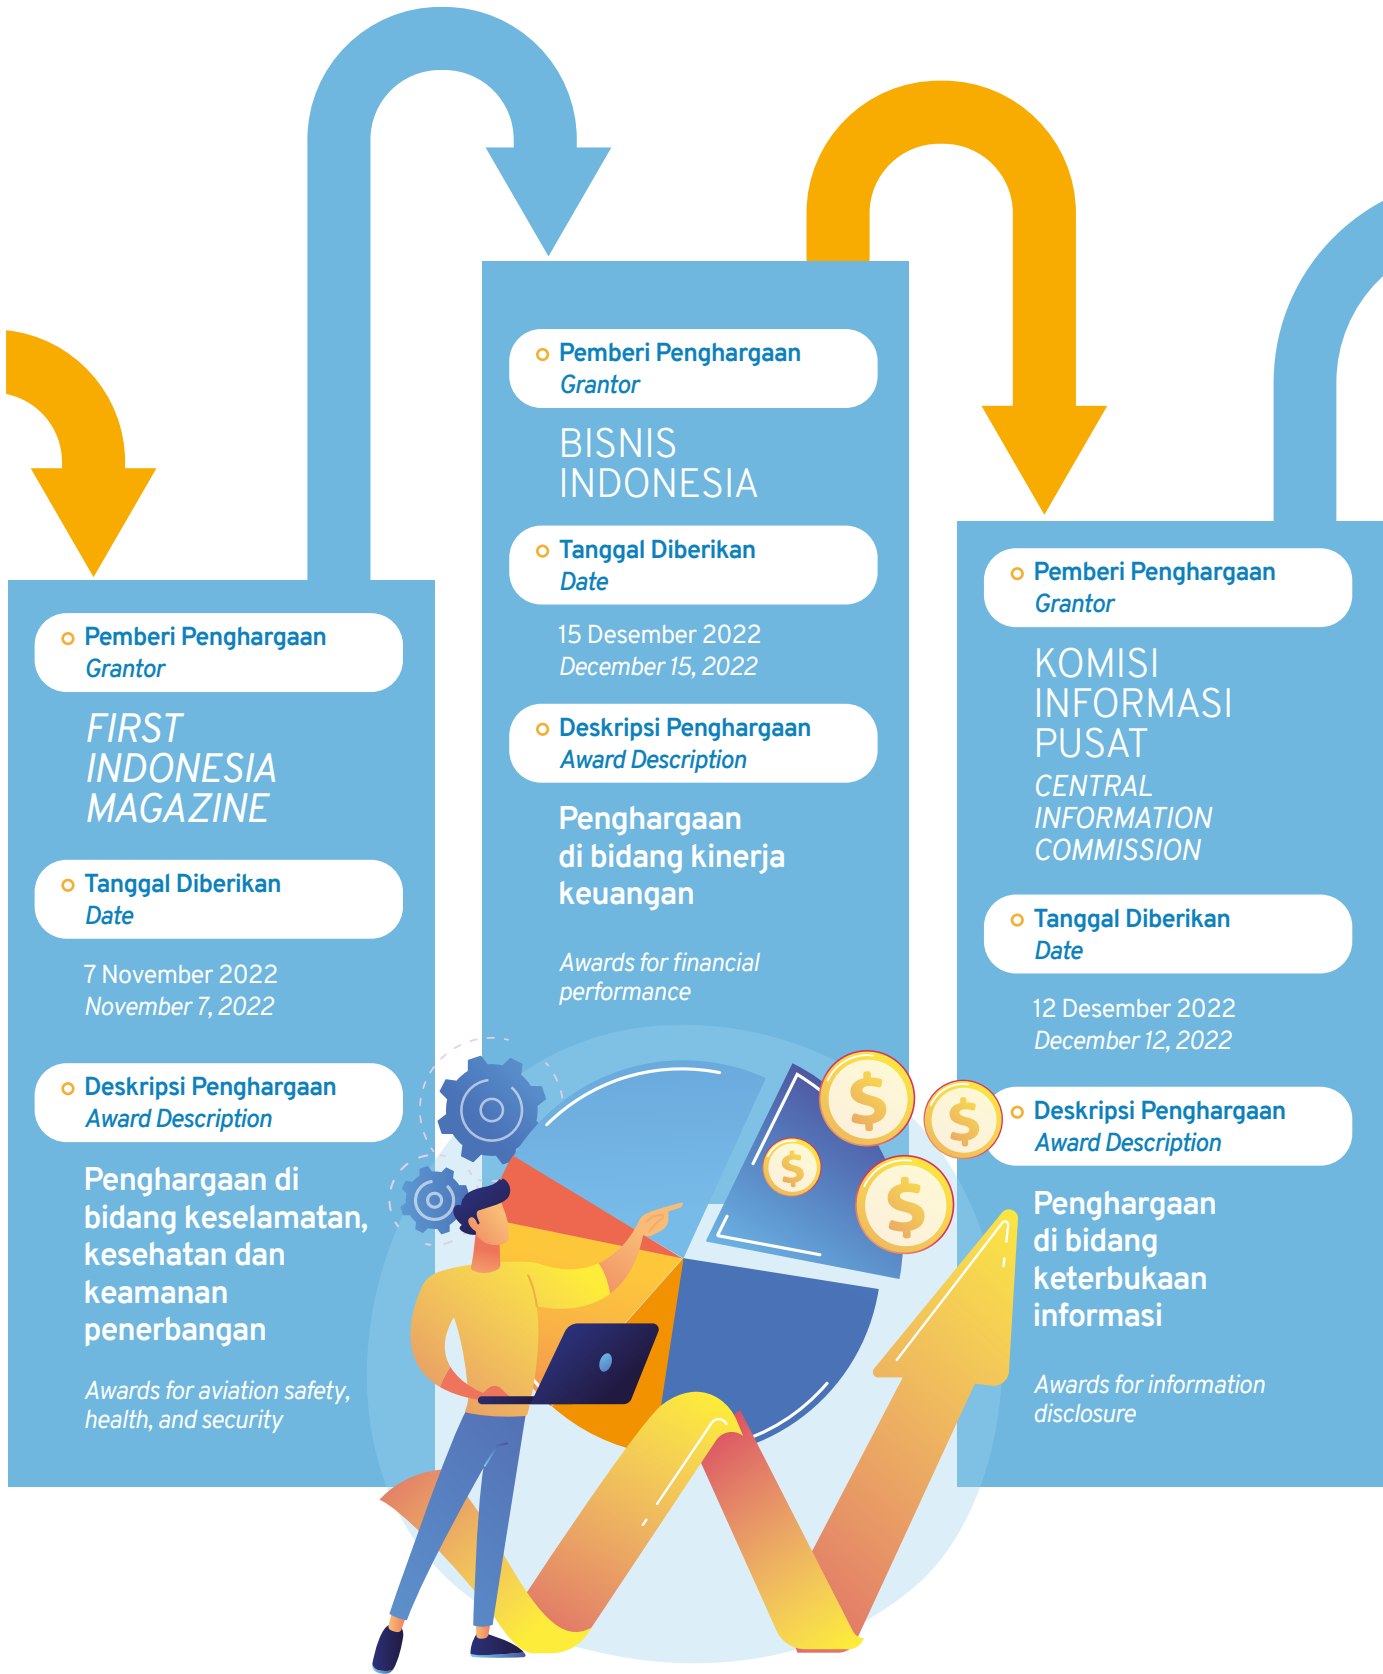 Pemberi Penghargaan
Grantor
FIRST
INDONESIA
MAGAZINE
Tanggal Diberikan
Date
7 November 2022
November 7, 2022
Deskripsi Penghargaan
Award Description
Penghargaan di
bidang keselamatan,
kesehatan dan
keamanan
penerbangan
Awards for aviation safety,
health, and security
Pemberi Penghargaan
Grantor
BISNIS
INDONESIA
Tanggal Diberikan
Date
15 Desember 2022
December 15, 2022
Deskripsi Penghargaan
Award Description
Penghargaan
di bidang kinerja
keuangan
Awards for financial
performance
$
$
$
$
Pemberi Penghargaan
Grantor
KOMISI
INFORMASI
PUSAT
CENTRAL
INFORMATION
COMMISSION
Tanggal Diberikan
Date
12 Desember 2022
December 12, 2022
Deskripsi Penghargaan
Award Description
Penghargaan
di bidang
keterbukaan
informasi
Awards for information
disclosure